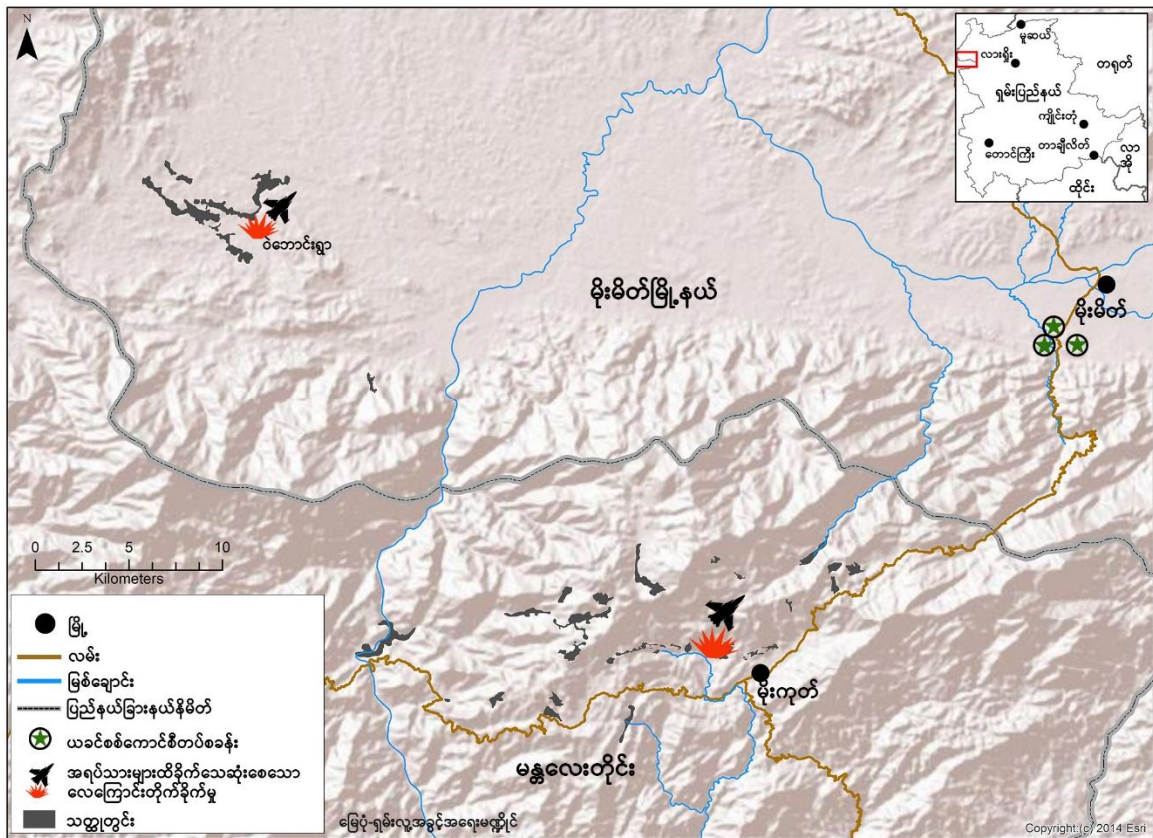 N
မူဆယ်
လားရှိုး
တရုတ်
ရှမ်းပြည်နယ်
ကျိုင်းတုံ
တောင်ကြီး
တာချီလိတ်
လာအို
ထိုင်း
ဝဲဘောင်းရွာ
မိုးမိတ်မြို့နယ်
မိုးမိတ်
0 2.5 5 10
Kilometers
မိုးကုတ်
မန္တလေးတိုင်း
မြို့
လမ်း
မြစ်ချောင်း
ပြည်နယ်ခြားနယ်နိမိတ်
ယခင်စစ်ကောင်စီတပ်စခန်း
အရပ်သားများထိခိုက်သေဆုံးစေသော
လေကြောင်းတိုက်ခိုက်မှု
သတ္ထုတွင်း
မြေပုံ-ရှမ်းလူ့အခွင့်အရေးမဏ္ဍိုင်
Copyright:(c) 2014 Esri